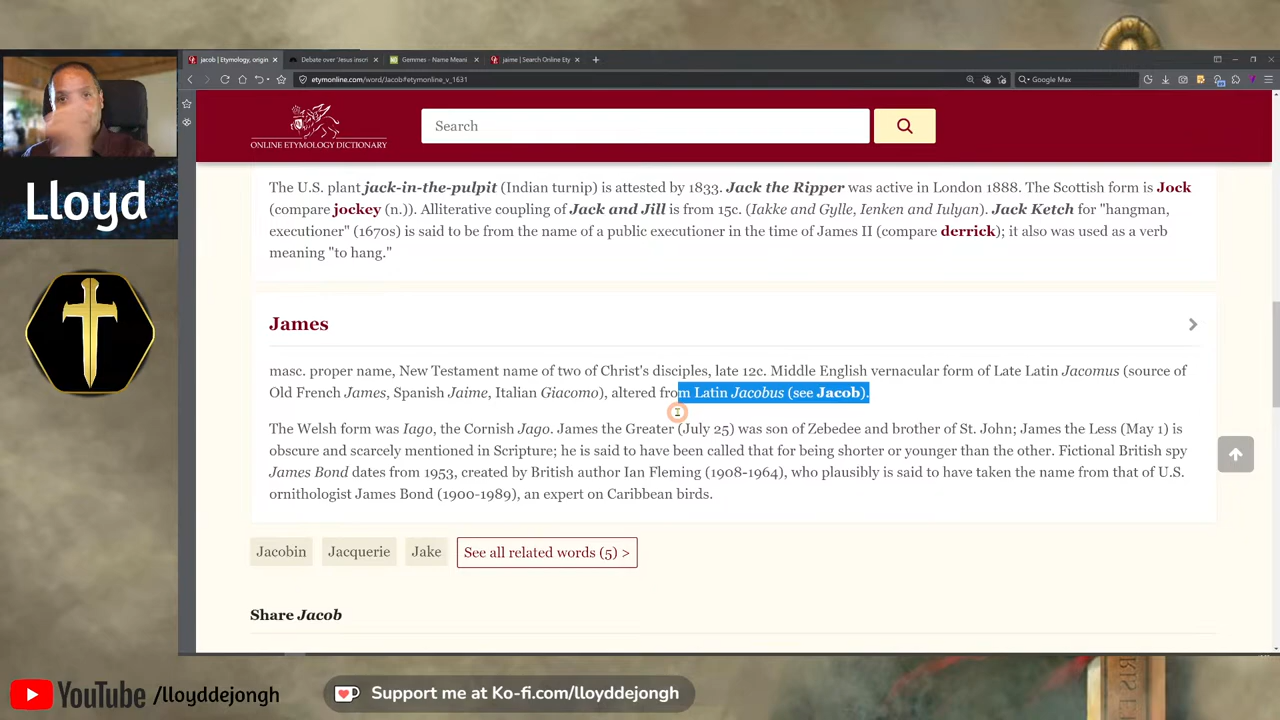 jacob | Etymology, origin
Debate over 'Jesus inscri
Gemmes - Name Meani
jaime | Search Online Ety
etymonline.com/word/Jacob#etymonline_v_1631
Google Max
ONLINE ETYMOLOGY DICTIONARY
Search
The U.S. plant jack-in-the-pulpit (Indian turnip) is attested by 1833. Jack the Ripper was active in London 1888. The Scottish form is Jock
(compare jockey (n.)). Alliterative coupling of Jack and Jill is from 15c. (Iakke and Gylle, Ienken and Iulyan). Jack Ketch for "hangman,
executioner" (1670s) is said to be from the name of a public executioner in the time of James II (compare derrick); it also was used as a verb
meaning "to hang."
James
masc. proper name, New Testament name of two of Christ's disciples, late 12c. Middle English vernacular form of Late Latin Jacomus (source of
Old French James, Spanish Jaime, Italian Giacomo), altered from Latin Jacobus (see Jacob).
The Welsh form was Iago, the Cornish Jago. James the Greater (July 25) was son of Zebedee and brother of St. John; James the Less (May 1) is
obscure and scarcely mentioned in Scripture; he is said to have been called that for being shorter or younger than the other. Fictional British spy
James Bond dates from 1953, created by British author Ian Fleming (1908-1964), who plausibly is said to have taken the name from that of U.S.
ornithologist James Bond (1900-1989), an expert on Caribbean birds.
Jacobin
Jacquerie
Jake
See all related words (5) >
Share Jacob
Lloyd
YouTube /lloyddejongh
Support me at Ko-fi.com/lloyddejongh